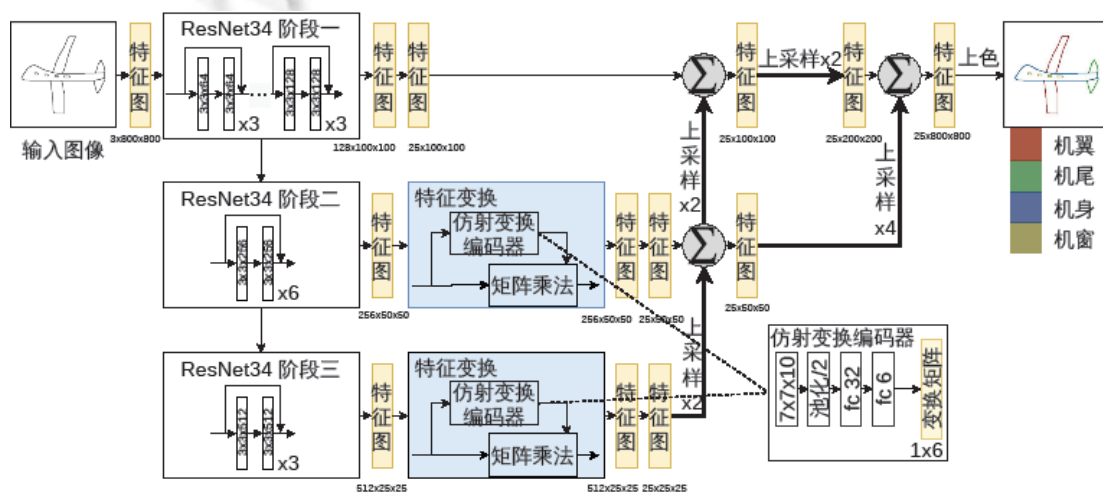 输入图像
特征图
3x800x800
ResNet34 阶段一
3x3x64
3x3x64
x3
...
3x3x128
3x3x128
x3
特征图
128x100x100
特征图
25x100x100
上采样x2
特征图
25x100x100
上采样x2
特征图
25x200x200
上采样x4
特征图
25x800x800
上色
机翼
机尾
机身
机窗
ResNet34 阶段二
3x3x256
3x3x256
x6
特征图
256x50x50
特征变换
仿射变换
编码器
矩阵乘法
特征图
256x50x50
特征图
25x50x50
上采样x2
特征图
25x50x50
ResNet34 阶段三
3x3x512
3x3x512
x3
特征图
512x25x25
特征变换
仿射变换
编码器
矩阵乘法
特征图
512x25x25
特征图
25x25x25
仿射变换编码器
7x7x10
池化/2
fc 32
fc 6
变换矩阵
1x6